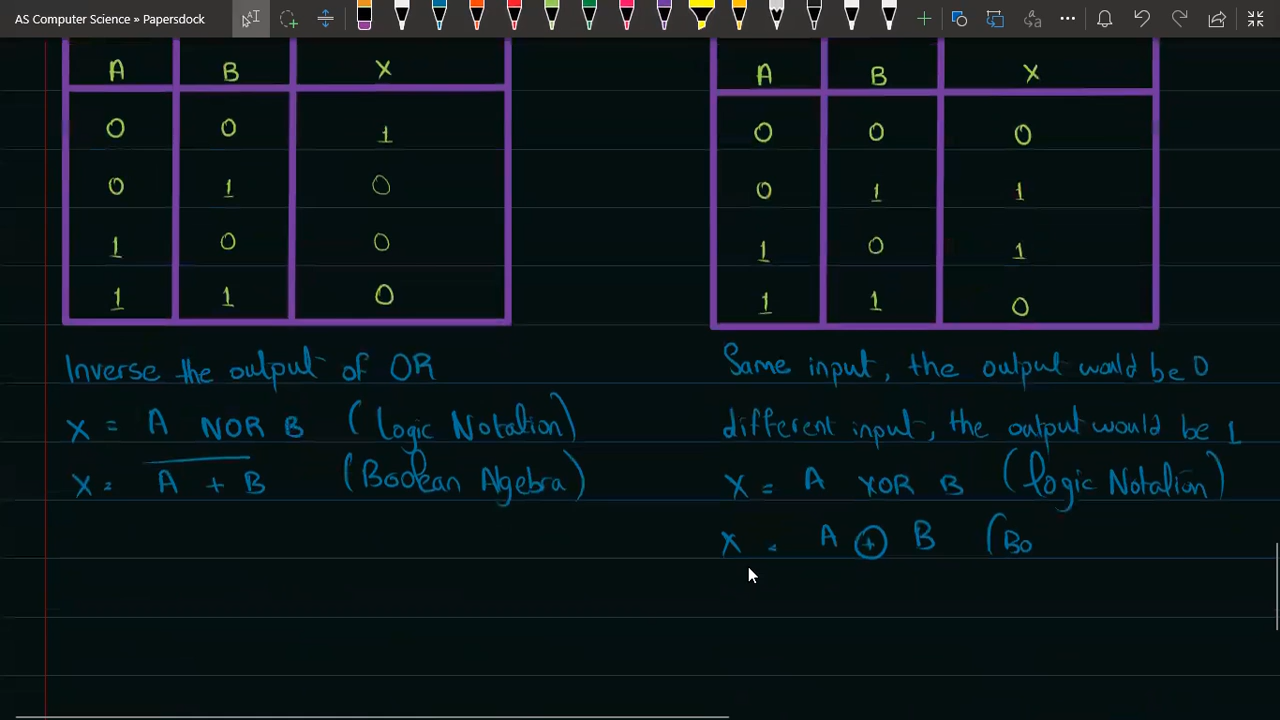 AS Computer Science » Papersdock
A B X
0 0 1
0 1 0
1 0 0
1 1 0
Inverse the output of OR
X = A NOR B (Logic Notation)
X = A + B (Boolean Algebra)
A B X
0 0 0
0 1 1
1 0 1
1 1 0
Same input, the output would be 0
different input, the output would be 1
X = A XOR B (logic Notation)
X = A ⊕ B (Bo